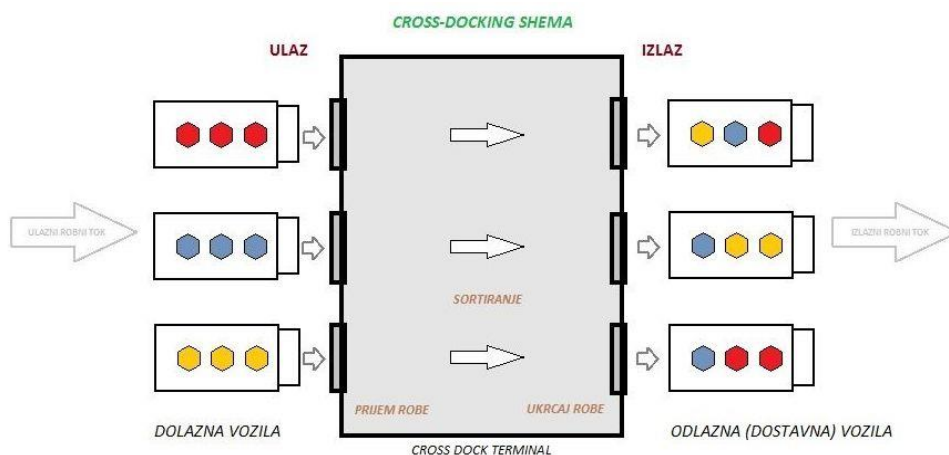 CROSS-DOCKING SHEMA
ULAZ
IZLAZ
ULAZNI ROBNI TOK
IZLAZNI ROBNI TOK
SORTIRANJE
PRIJEM ROBE
UKRCAJ ROBE
DOLAZNA VOZILA
ODLAZNA (DOSTAVNA) VOZILA
CROSS DOCK TERMINAL